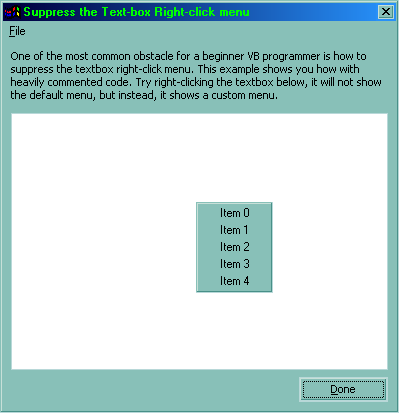 Suppress the Text-box Right-click menu
File
One of the most common obstacle for a beginner VB programmer is how to
suppress the textbox right-click menu. This example shows you how with
heavily commented code. Try right-clicking the textbox below, it will not show
the default menu, but instead, it shows a custom menu.
Item 0
Item 1
Item 2
Item 3
Item 4
Done